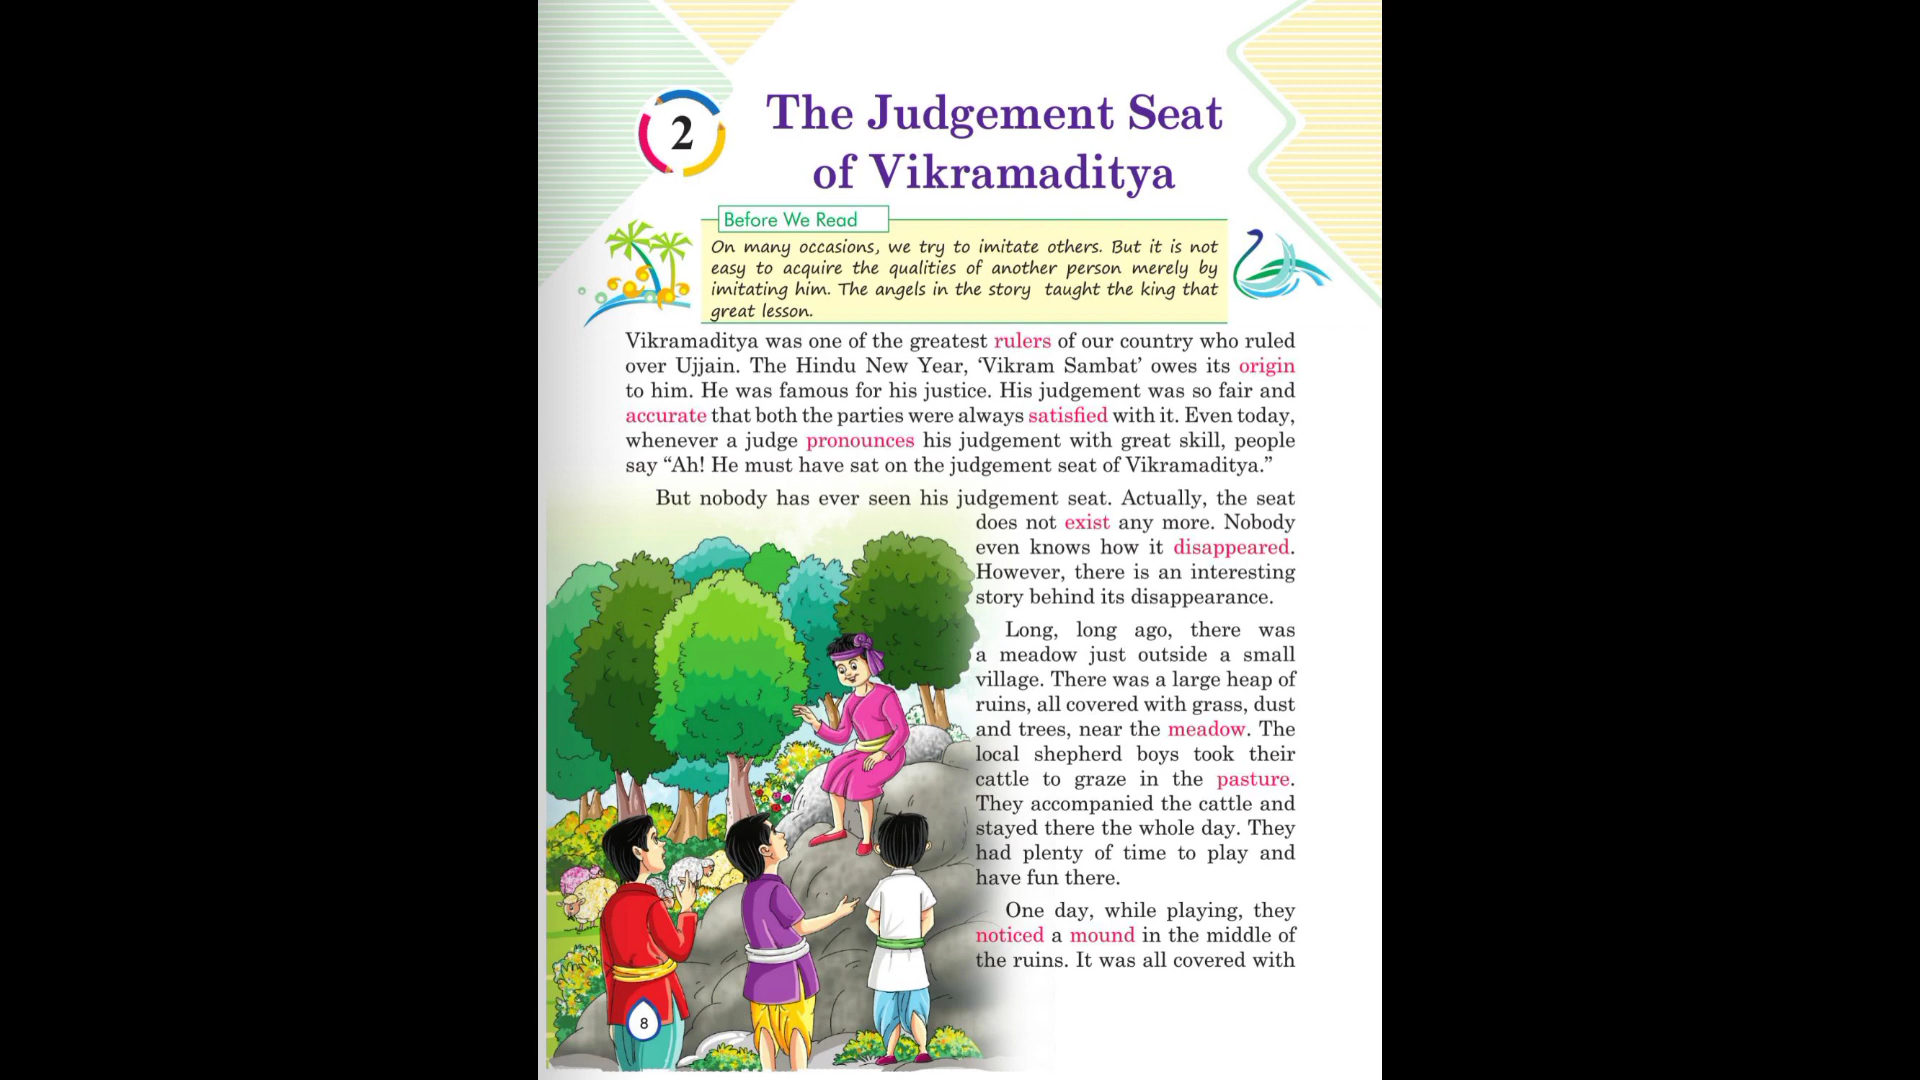 2
The Judgement Seat
of Vikramaditya
Before We Read
On many occasions, we try to imitate others. But it is not
easy to acquire the qualities of another person merely by
imitating him. The angels in the story taught the king that
great lesson.
Vikramaditya was one of the greatest rulers of our country who ruled
over Ujjain. The Hindu New Year, ‘Vikram Sambat’ owes its origin
to him. He was famous for his justice. His judgement was so fair and
accurate that both the parties were always satisfied with it. Even today,
whenever a judge pronounces his judgement with great skill, people
say “Ah! He must have sat on the judgement seat of Vikramaditya.”
But nobody has ever seen his judgement seat. Actually, the seat
does not exist any more. Nobody
even knows how it disappeared.
However, there is an interesting
story behind its disappearance.
Long, long ago, there was
a meadow just outside a small
village. There was a large heap of
ruins, all covered with grass, dust
and trees, near the meadow. The
local shepherd boys took their
cattle to graze in the pasture.
They accompanied the cattle and
stayed there the whole day. They
had plenty of time to play and
have fun there.
One day, while playing, they
noticed a mound in the middle of
the ruins. It was all covered with
8